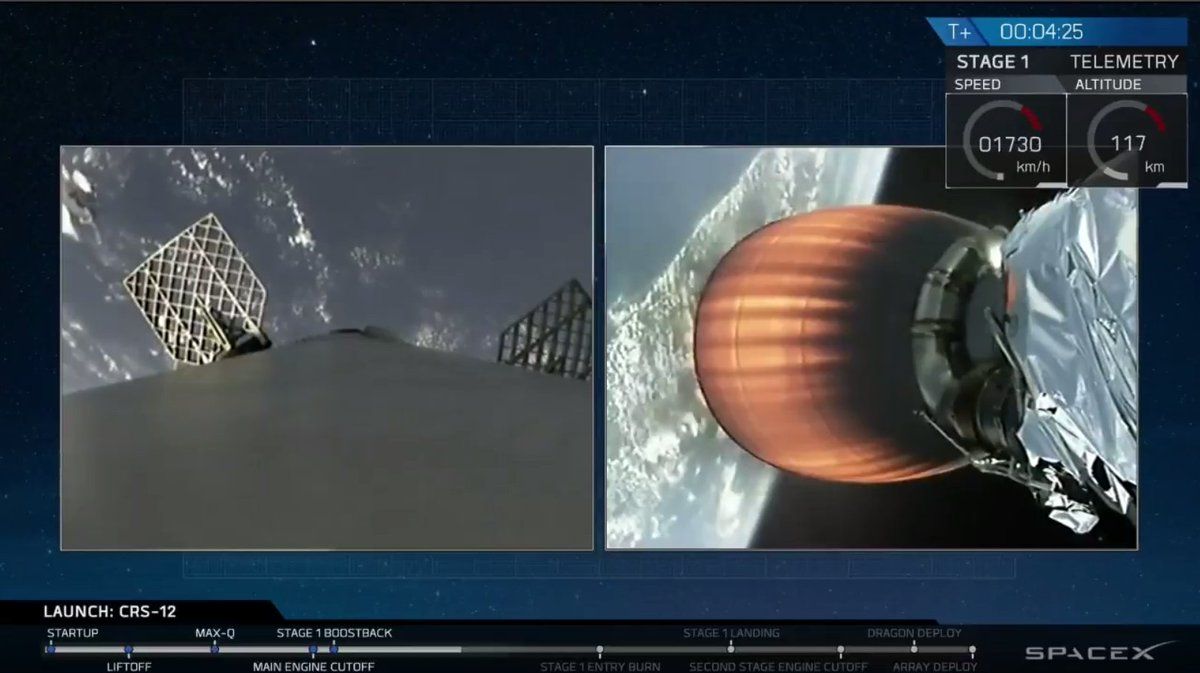 T+ 00:04:25
STAGE 1 TELEMETRY
SPEED ALTITUDE
01730 117
km/h km
LAUNCH: CRS-12
STARTUP MAX-Q STAGE 1 BOOSTBACK STAGE 1 LANDING DRAGON DEPLOY
LIFTOFF MAIN ENGINE CUTOFF STAGE 1 ENTRY BURN SECOND STAGE ENGINE CUTOFF ARRAY DEPLOY
SPACEX